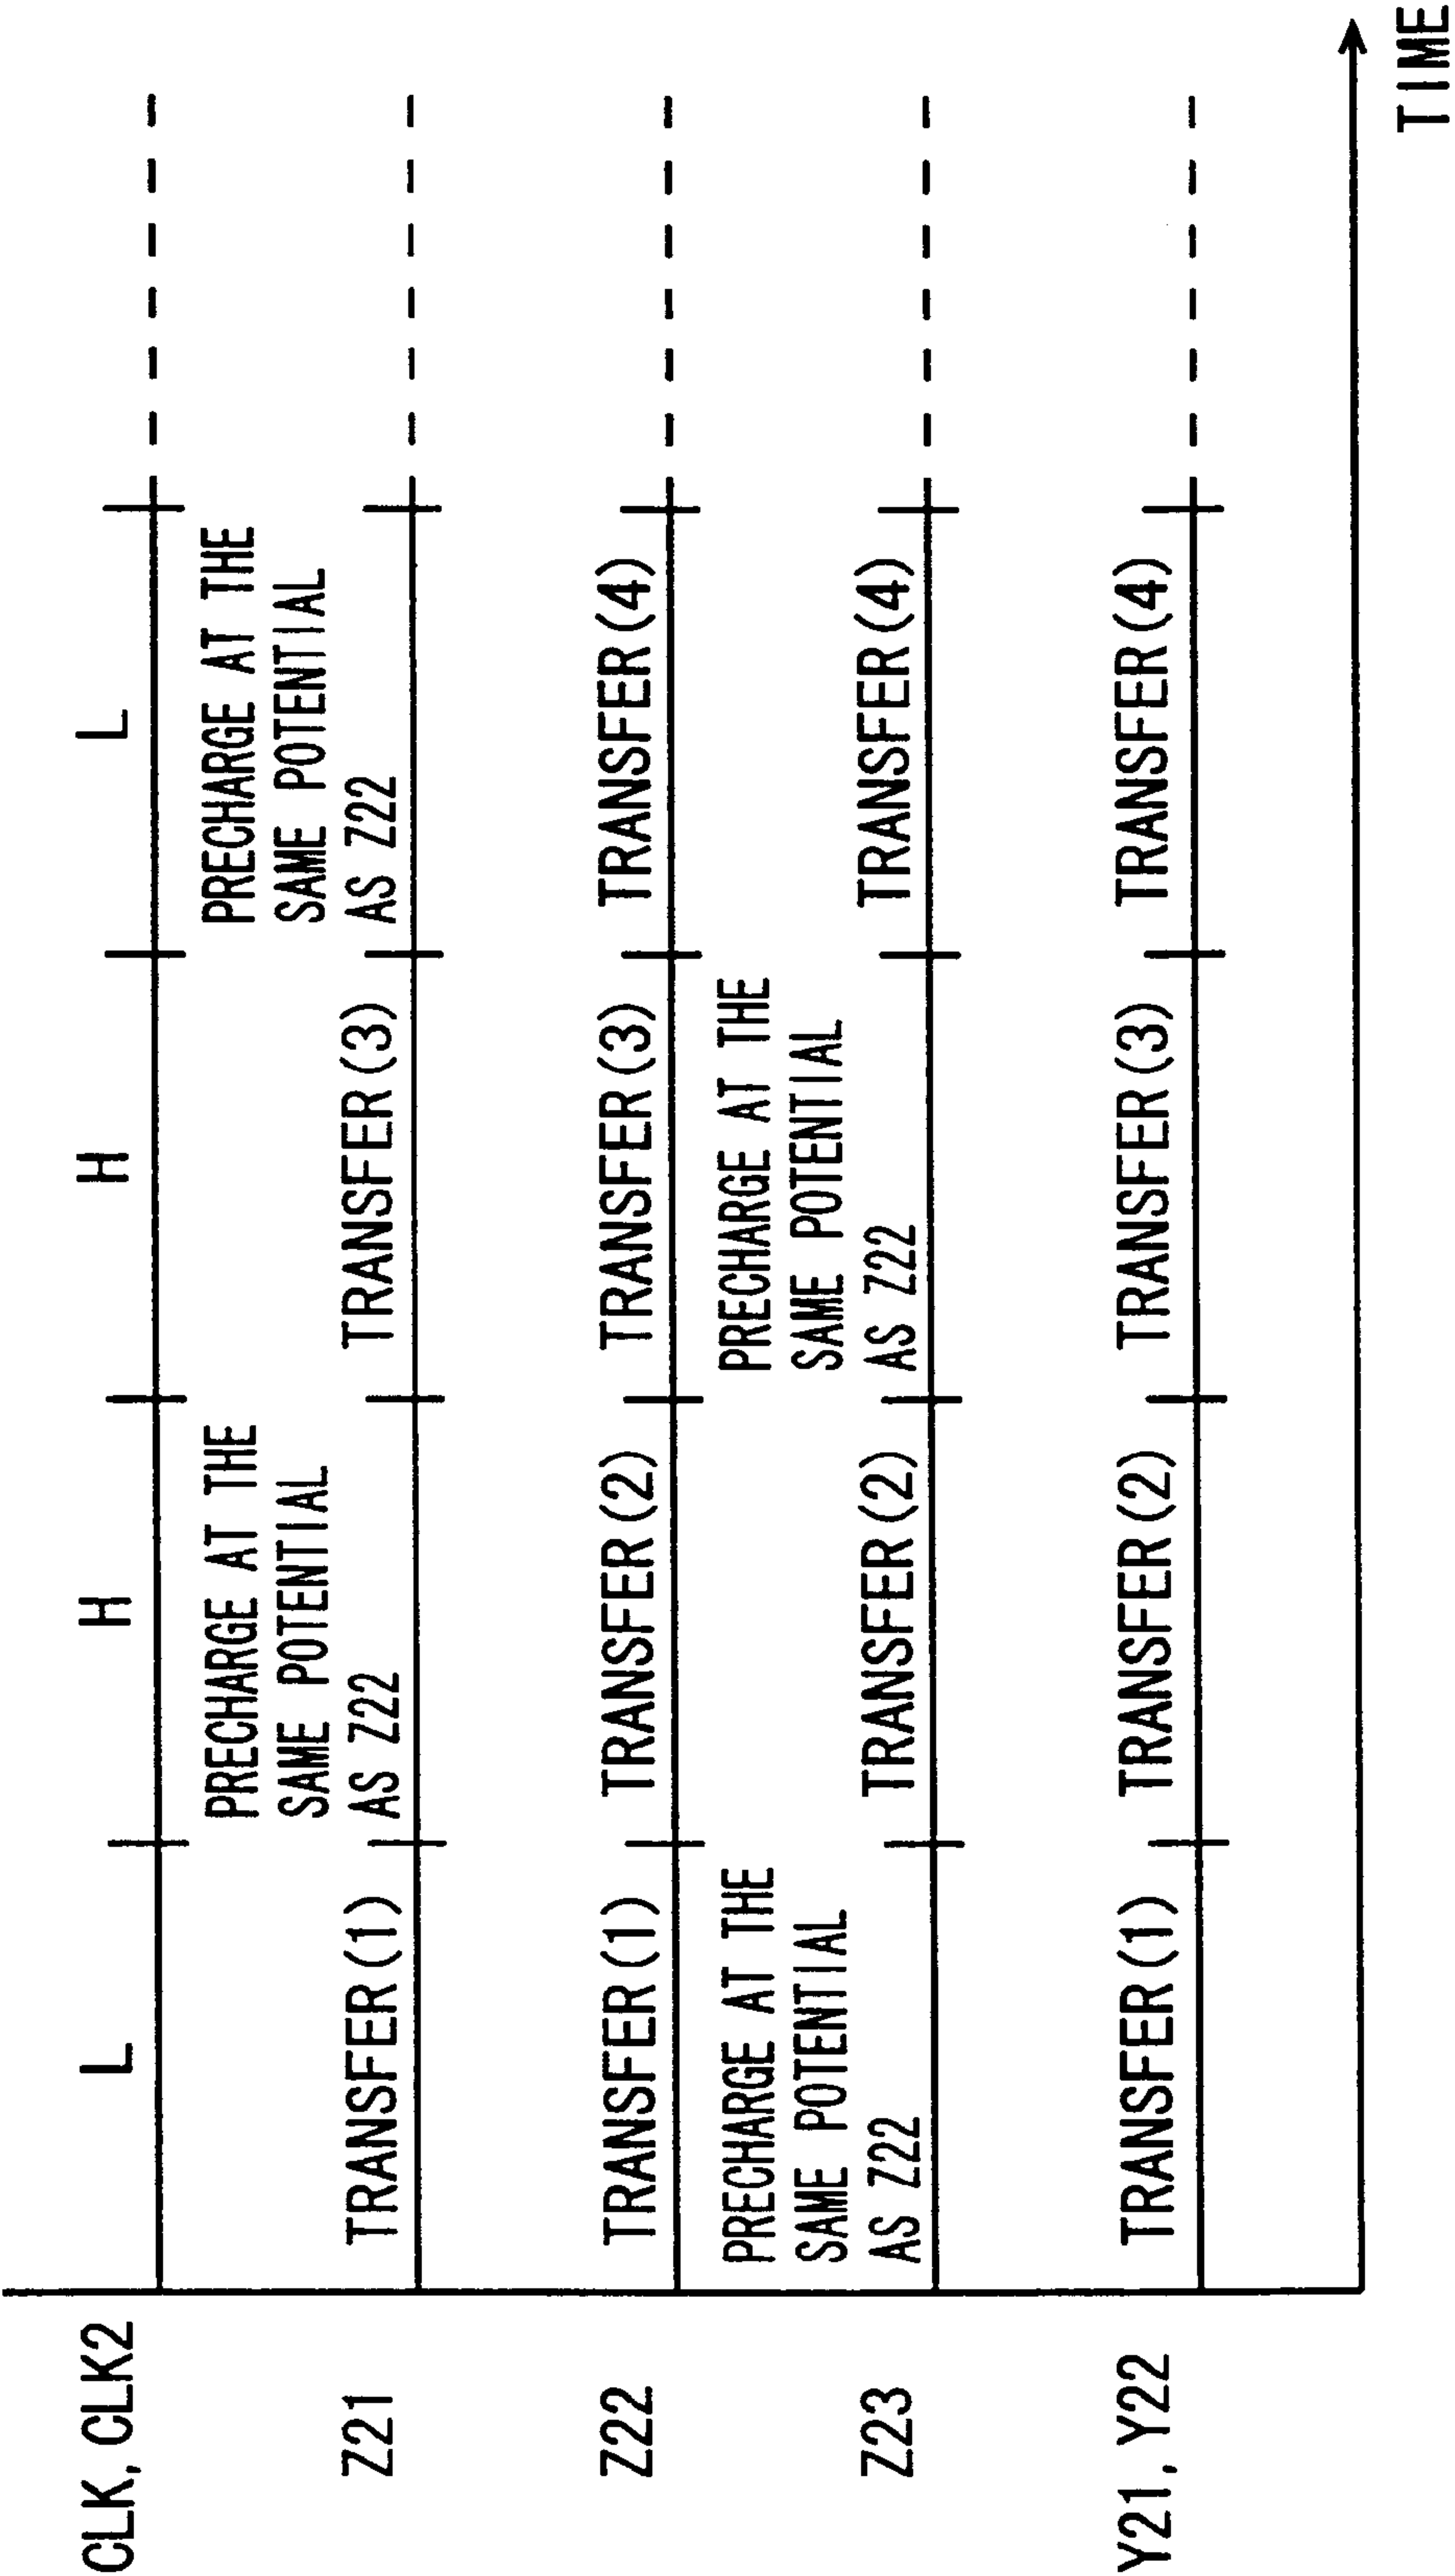 CLK, CLK2
L
H
H
L
Z21
TRANSFER(1)
PRECHARGE AT THE
SAME POTENTIAL
AS Z22
TRANSFER(3)
PRECHARGE AT THE
SAME POTENTIAL
AS Z22
Z22
TRANSFER(1)
TRANSFER(2)
TRANSFER(3)
TRANSFER(4)
Z23
PRECHARGE AT THE
SAME POTENTIAL
AS Z22
TRANSFER(2)
PRECHARGE AT THE
SAME POTENTIAL
AS Z22
TRANSFER(4)
Y21, Y22
TRANSFER(1)
TRANSFER(2)
TRANSFER(3)
TRANSFER(4)
TIME